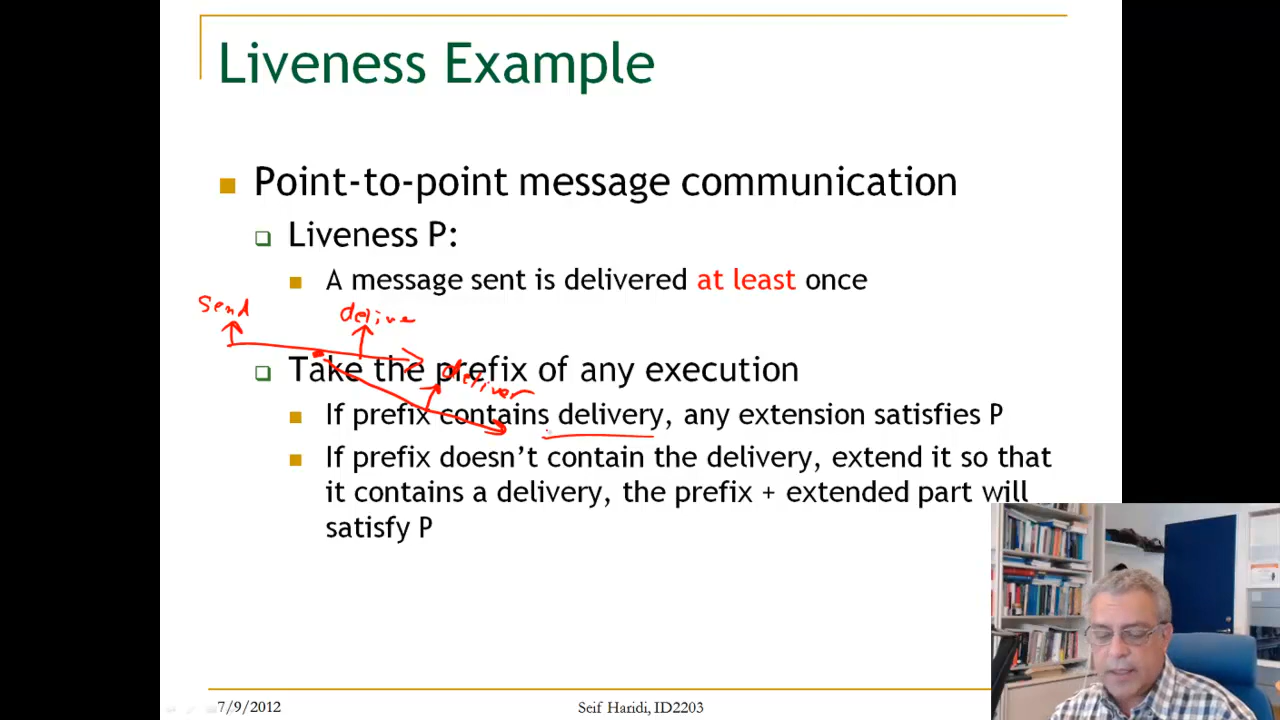 Liveness Example
Point-to-point message communication
Liveness P:
A message sent is delivered at least once
Send
delive
Take the prefix of any execution
deliver
If prefix contains delivery, any extension satisfies P
If prefix doesn't contain the delivery, extend it so that
it contains a delivery, the prefix + extended part will
satisfy P
7/9/2012
Seif Haridi, ID2203